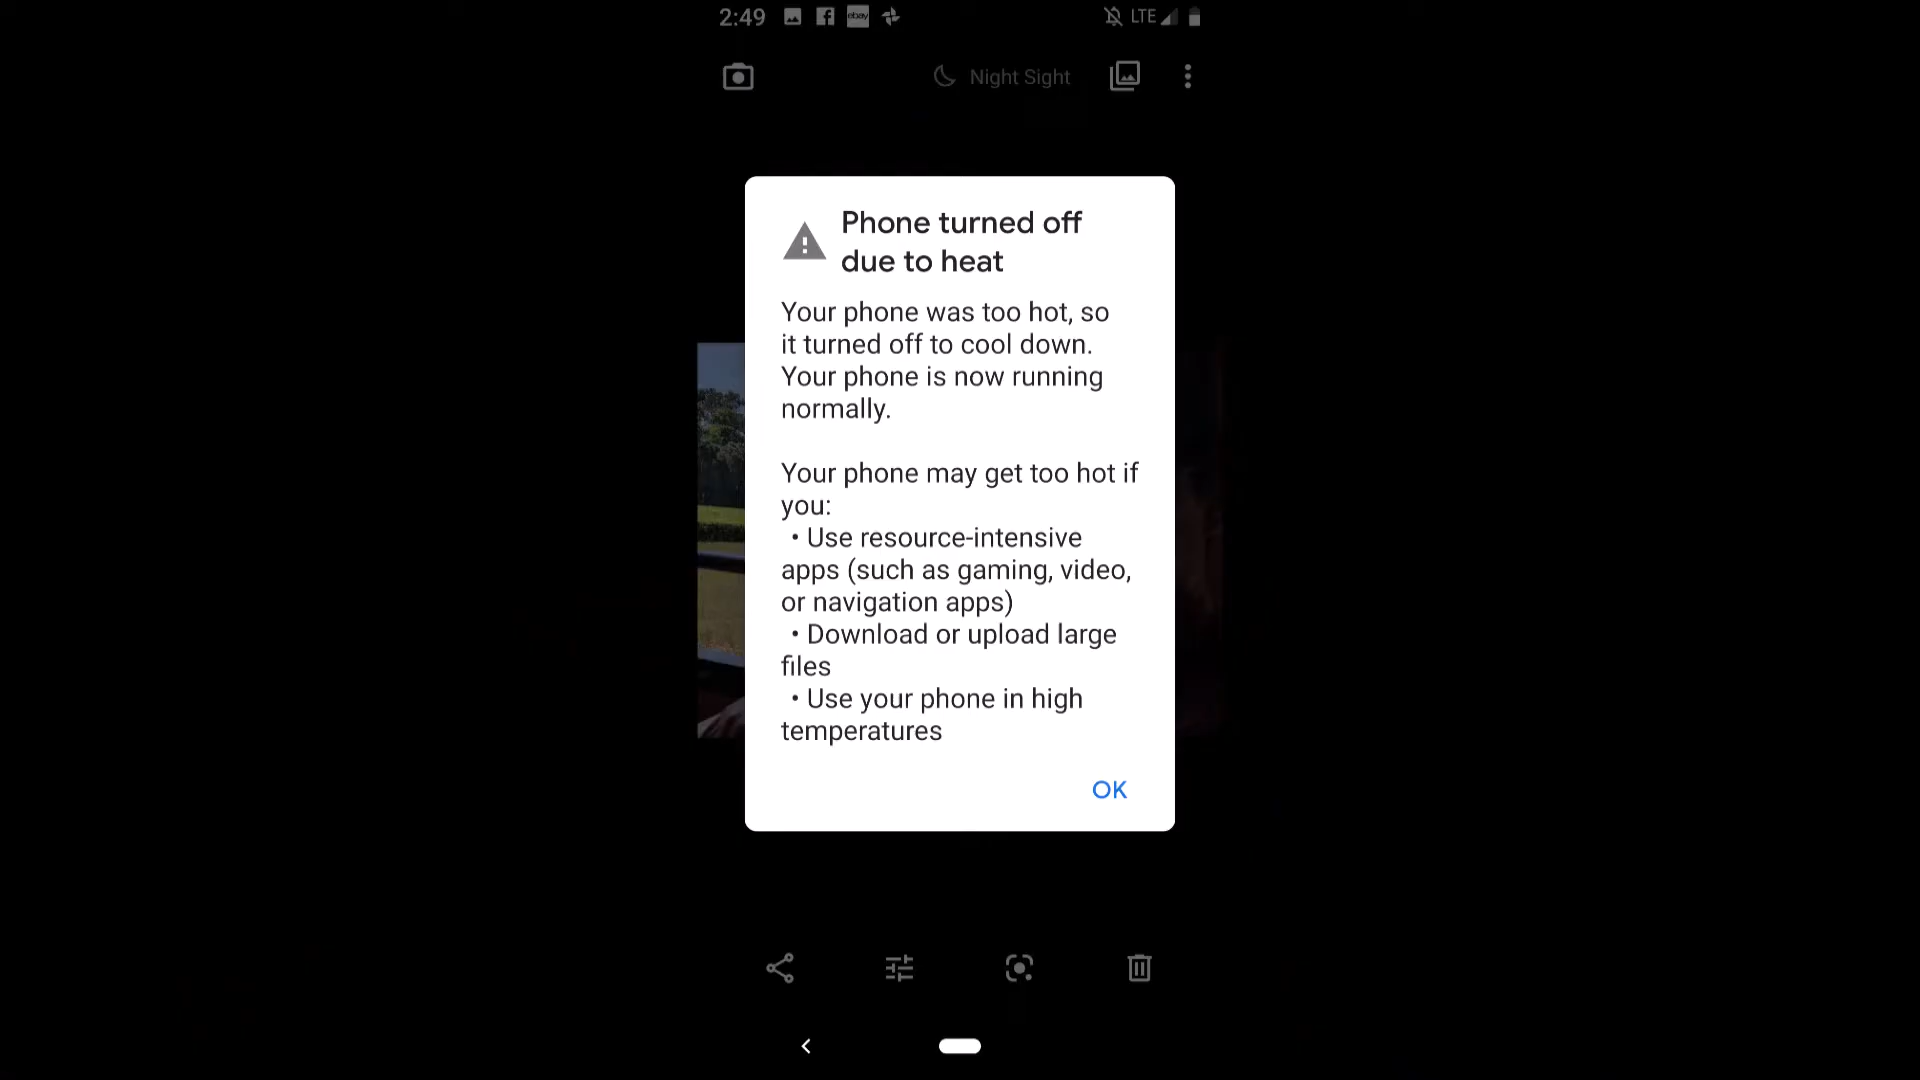 2:49 ebay LTE
Night Sight
Phone turned off
due to heat
Your phone was too hot, so
it turned off to cool down.
Your phone is now running
normally.
Your phone may get too hot if
you:
• Use resource-intensive
apps (such as gaming, video,
or navigation apps)
• Download or upload large
files
• Use your phone in high
temperatures
OK